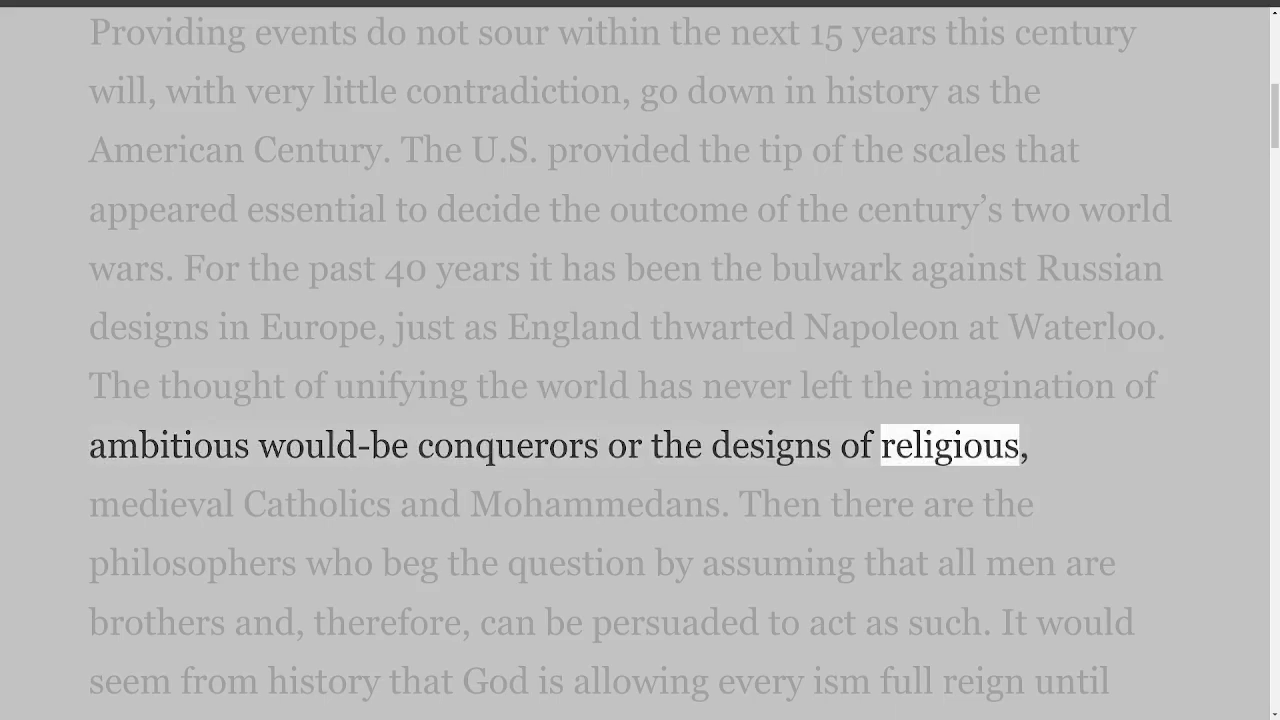 Providing events do not sour within the next 15 years this century
will, with very little contradiction, go down in history as the
American Century. The U.S. provided the tip of the scales that
appeared essential to decide the outcome of the century’s two world
wars. For the past 40 years it has been the bulwark against Russian
designs in Europe, just as England thwarted Napoleon at Waterloo.
The thought of unifying the world has never left the imagination of
ambitious would-be conquerors or the designs of religious,
medieval Catholics and Mohammedans. Then there are the
philosophers who beg the question by assuming that all men are
brothers and, therefore, can be persuaded to act as such. It would
seem from history that God is allowing every ism full reign until